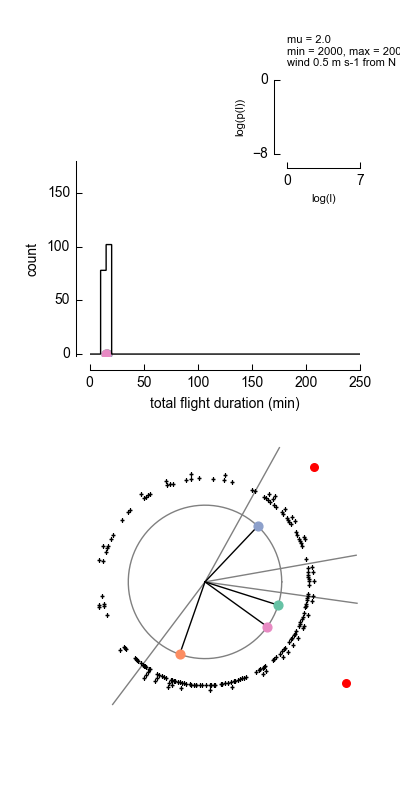 mu = 2.0
min = 2000, max = 200
wind 0.5 m s-1 from N
0
log(p(l))
−8
0 7
log(l)
150
100
50
0
count
0 50 100 150 200 250
total flight duration (min)